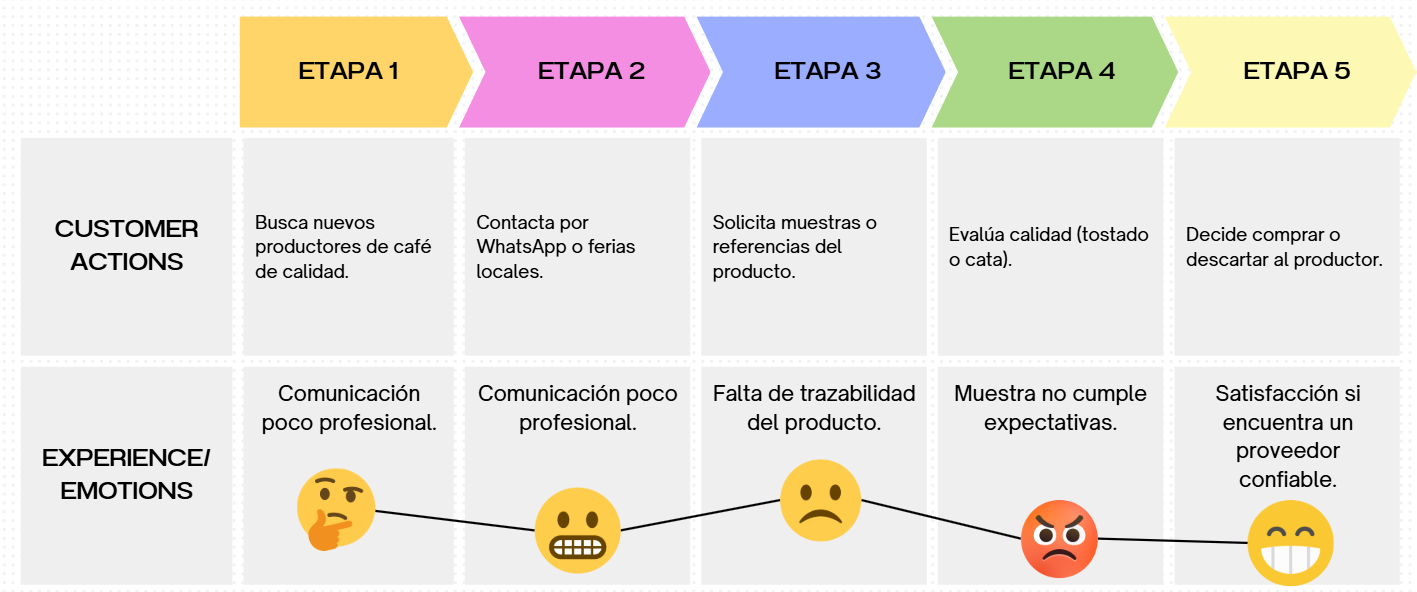 ETAPA 1
ETAPA 2
ETAPA 3
ETAPA 4
ETAPA 5
CUSTOMER
ACTIONS
Busca nuevos
productores de café
de calidad.
Contacta por
WhatsApp o ferias
locales.
Solicita muestras o
referencias del
producto.
Evalúa calidad (tostado
o cata).
Decide comprar o
descartar al productor.
EXPERIENCE/
EMOTIONS
Comunicación
poco profesional.
Comunicación poco
profesional.
Falta de trazabilidad
del producto.
Muestra no cumple
expectativas.
Satisfacción si
encuentra un
proveedor
confiable.